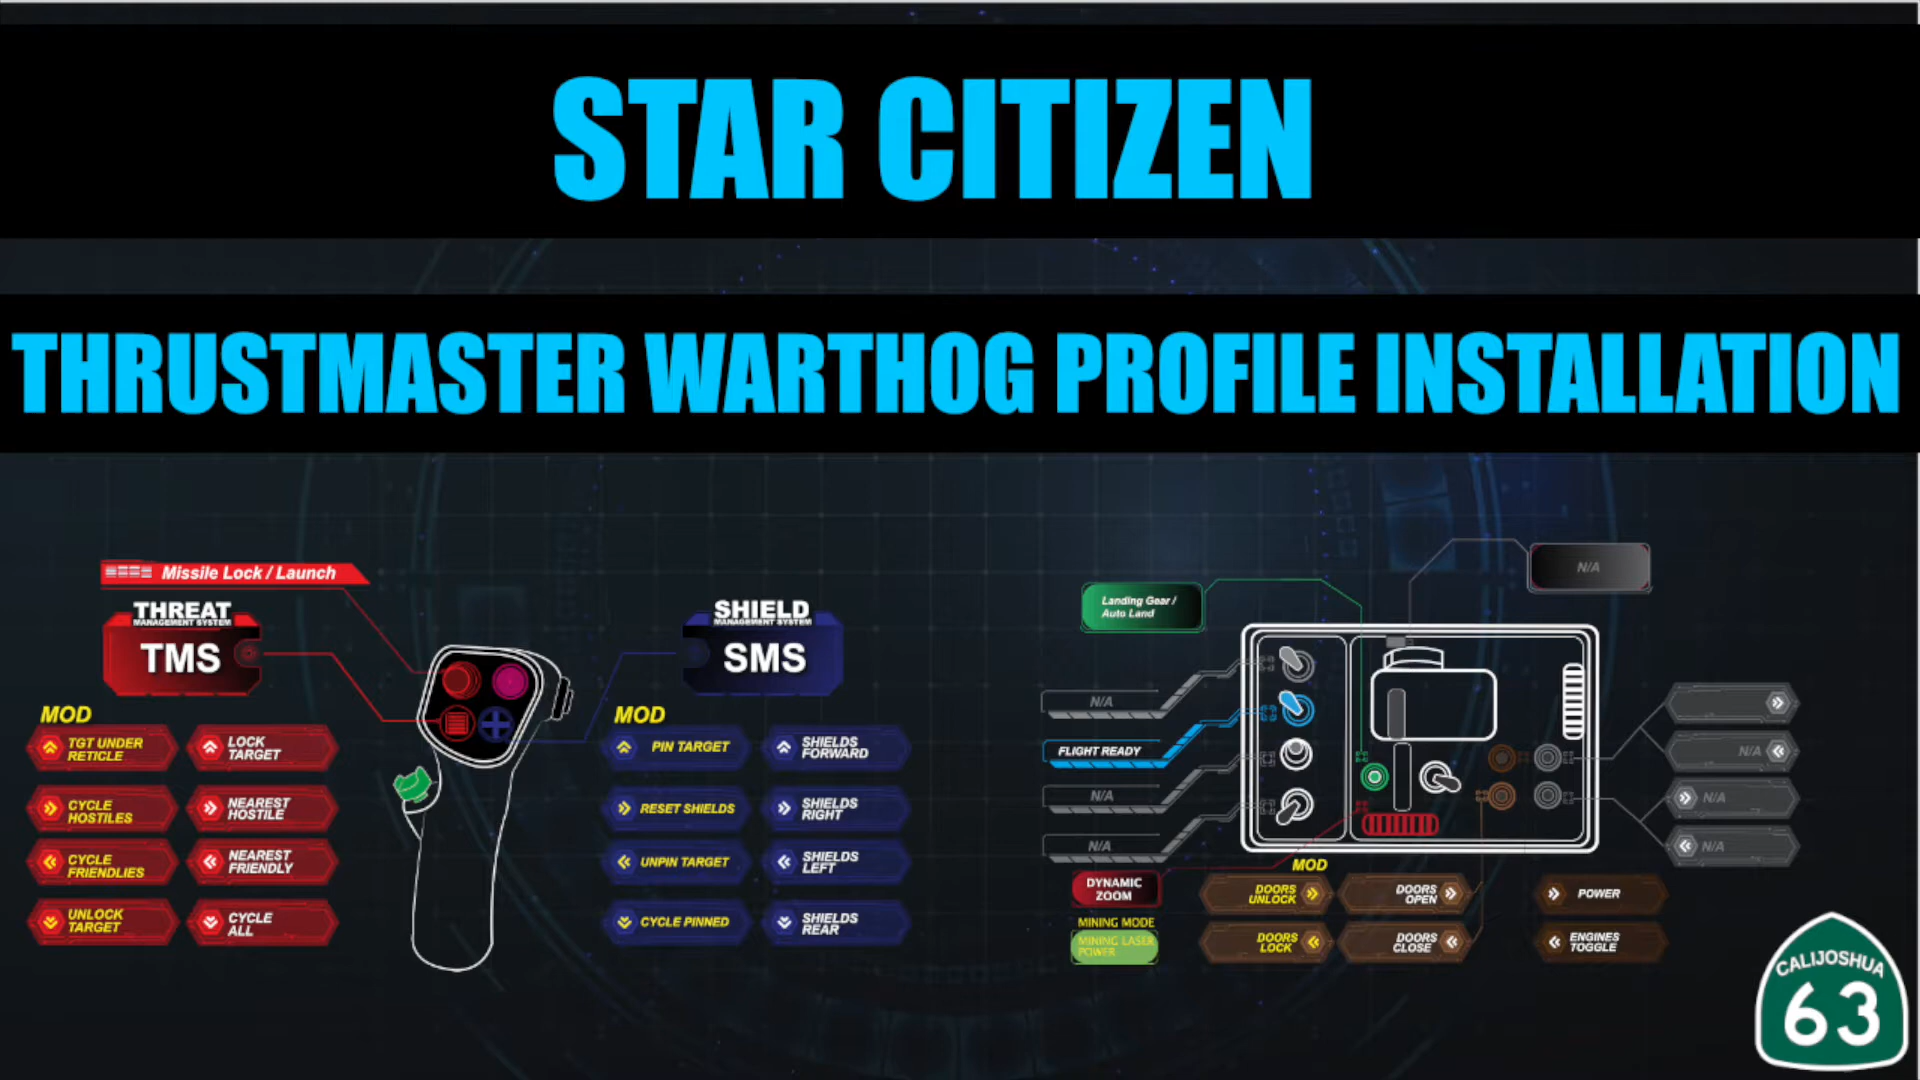 STAR CITIZEN
THRUSTMASTER WARTHOG PROFILE INSTALLATION
Missile Lock / Launch
THREAT
MANAGEMENT SYSTEM
TMS
MOD
TGT UNDER
RETICLE
LOCK
TARGET
CYCLE
HOSTILES
NEAREST
HOSTILE
CYCLE
FRIENDLIES
NEAREST
FRIENDLY
UNLOCK
TARGET
CYCLE
ALL
SHIELD
MANAGEMENT SYSTEM
SMS
MOD
PIN TARGET
SHIELDS
FORWARD
RESET SHIELDS
SHIELDS
RIGHT
UNPIN TARGET
SHIELDS
LEFT
CYCLE PINNED
SHIELDS
REAR
N/A
Landing Gear /
Auto Land
N/A
FLIGHT READY
N/A
N/A
N/A
N/A
N/A
DYNAMIC
ZOOM
MINING MODE
MINING LASER
POWER
MOD
DOORS
UNLOCK
DOORS
OPEN
DOORS
LOCK
DOORS
CLOSE
POWER
ENGINES
TOGGLE
CALIJOSHUA
63